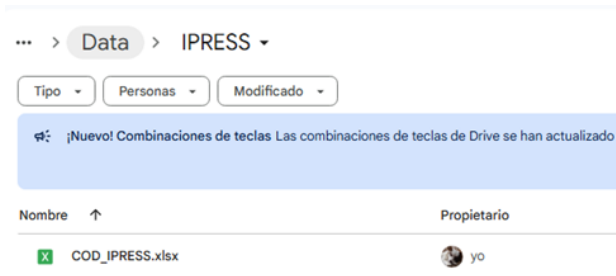 ... > Data > IPRESS
Tipo Personas Modificado
¡Nuevo! Combinaciones de teclas Las combinaciones de teclas de Drive se han actualizado
Nombre ↑ Propietario
X COD_IPRESS.xlsx yo